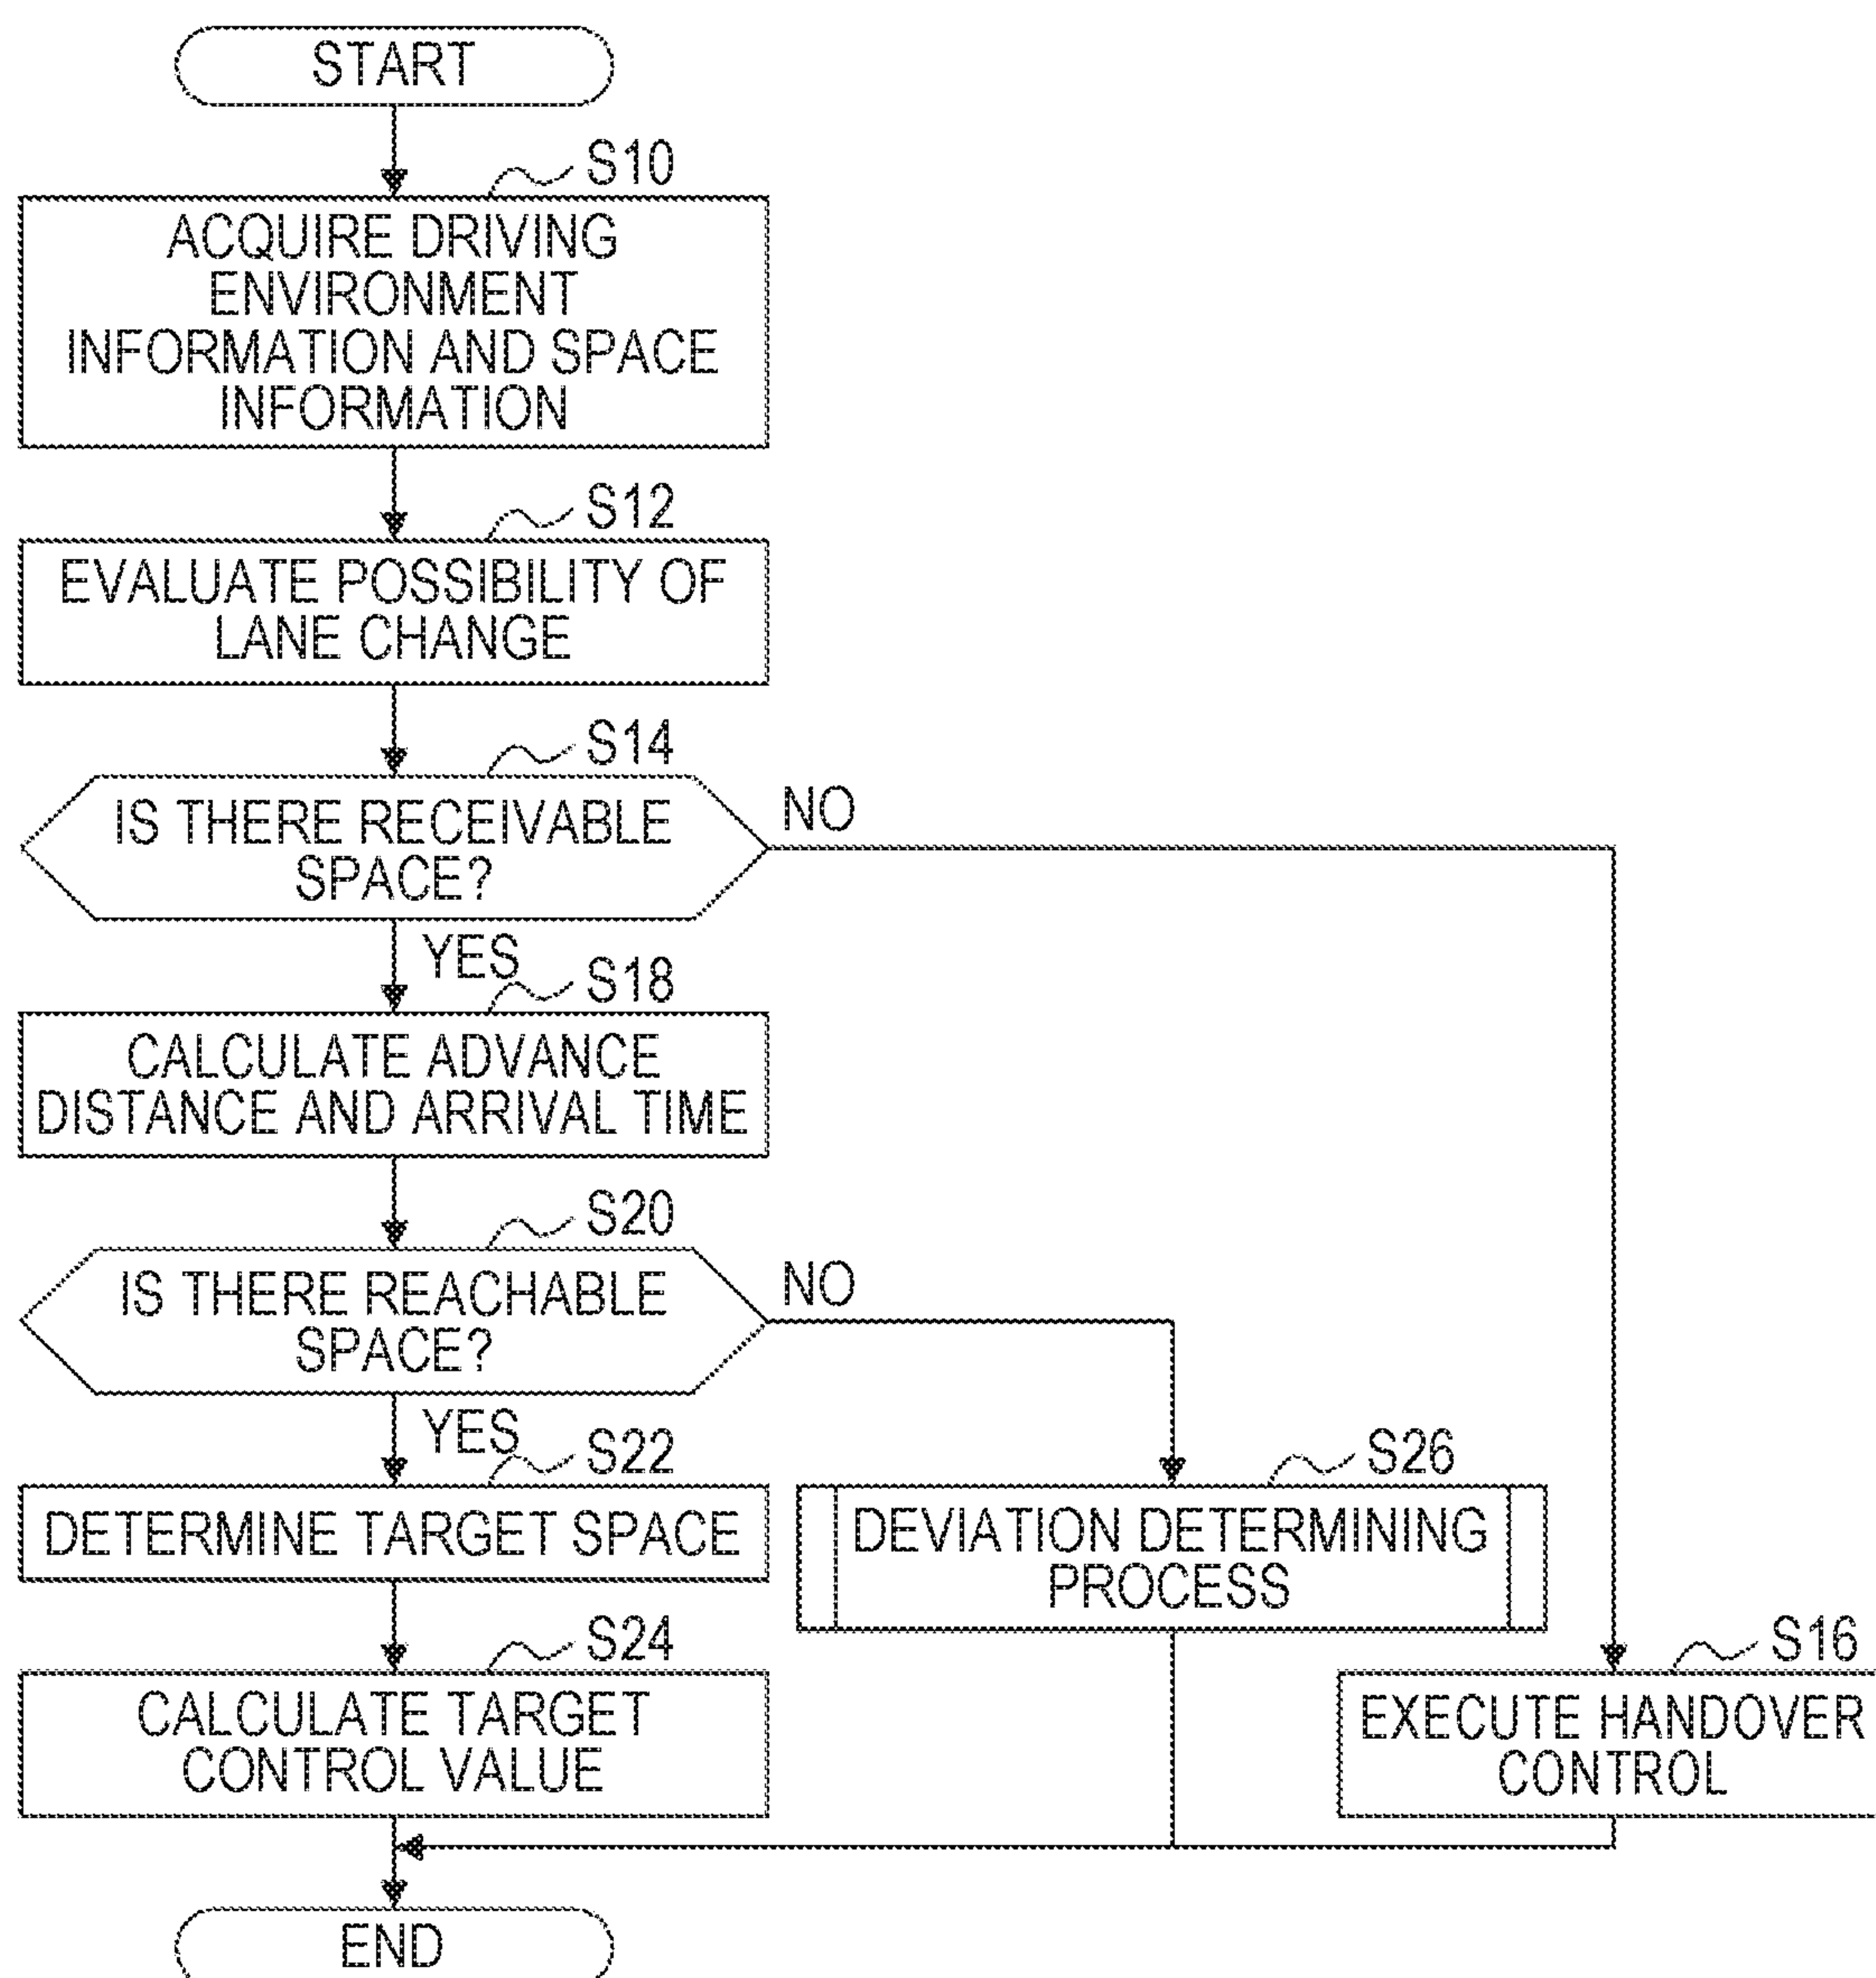 START
S10
ACQUIRE DRIVING
ENVIRONMENT
INFORMATION AND SPACE
INFORMATION
S12
EVALUATE POSSIBILITY OF
LANE CHANGE
S14
IS THERE RECEIVABLE
SPACE?
NO
YES
S18
CALCULATE ADVANCE
DISTANCE AND ARRIVAL TIME
S20
IS THERE REACHABLE
SPACE?
NO
YES
S22
DETERMINE TARGET SPACE
S26
DEVIATION DETERMINING
PROCESS
S24
CALCULATE TARGET
CONTROL VALUE
S16
EXECUTE HANDOVER
CONTROL
END